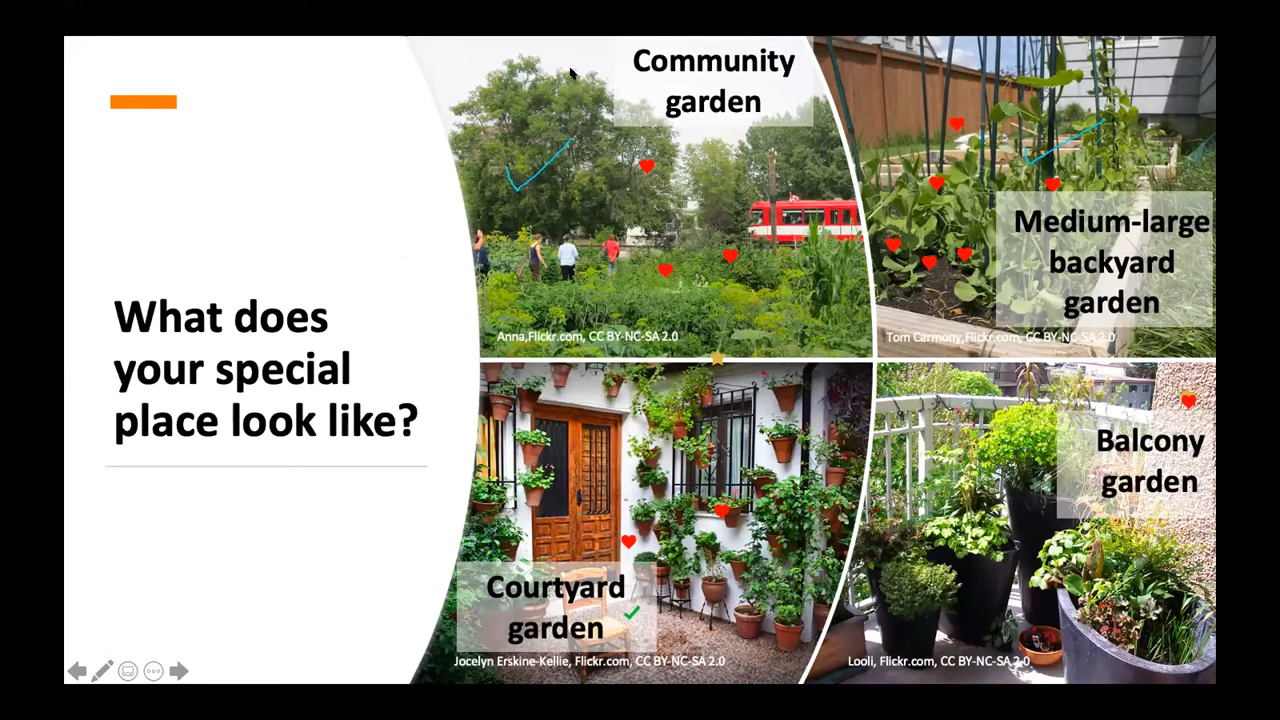 What does
your special
place look like?
Community
garden
Anna,Flickr.com, CC BY-NC-SA 2.0
Medium-large
backyard
garden
Tom Carmony,Flickr.com, CC BY-NC-SA 2.0
Courtyard
garden
Jocelyn Erskine-Kellie, Flickr.com, CC BY-NC-SA 2.0
Balcony
garden
Looli, Flickr.com, CC BY-NC-SA 2.0